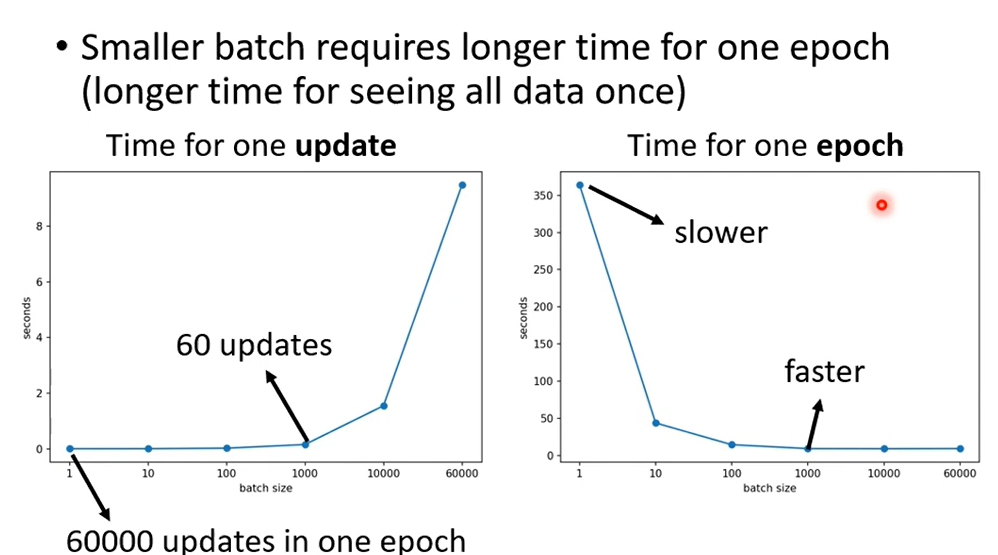 • Smaller batch requires longer time for one epoch
(longer time for seeing all data once)
Time for one update
8
6
4
2
0
seconds
60 updates
1 10 100 1000 10000 60000
batch size
60000 updates in one epoch
Time for one epoch
350
300
250
200
150
100
50
0
seconds
slower
faster
1 10 100 1000 10000 60000
batch size